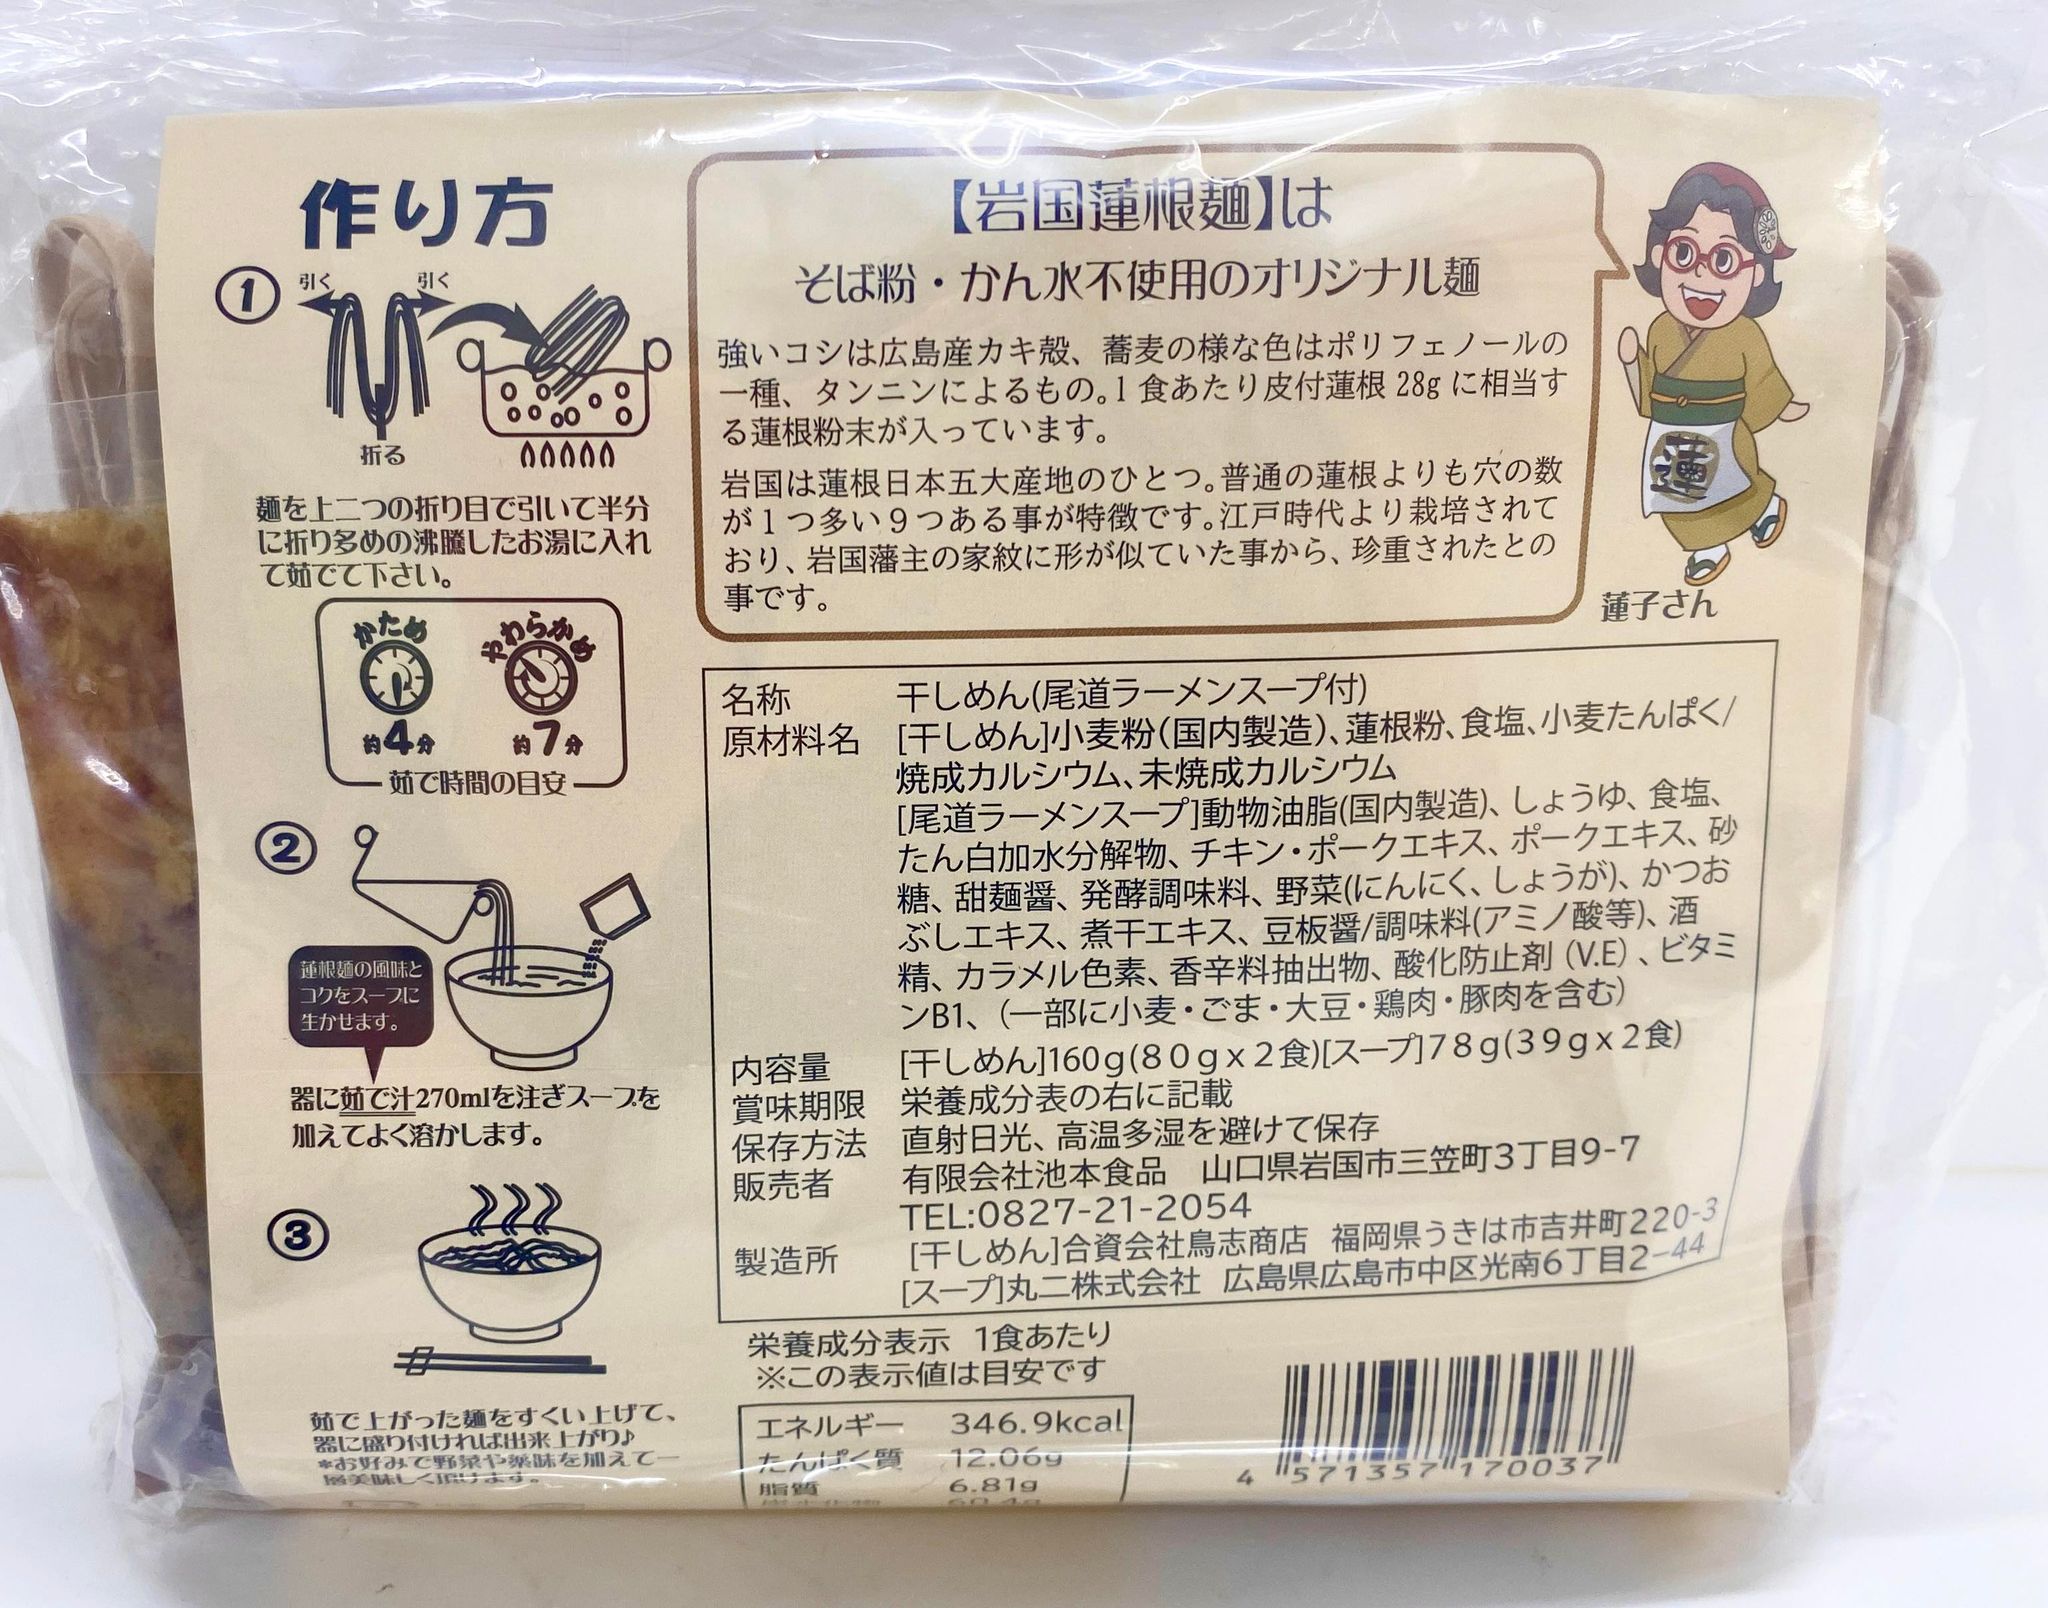 作り方
①
引く
引く
折る
麺を上二つの折り目で引いて半分
に折り多めの沸騰したお湯に入れ
て茹でて下さい。
かため
やわらかめ
約4分
約7分
茹で時間の目安
②
蓮根麺の風味と
コクをスープに
生かせます。
器に茹で汁270mlを注ぎスープを
加えてよく溶かします。
③
茹で上がった麺をすくい上げて、
器に盛り付ければ出来上がり♪
*お好みで野菜や薬味を加えて一
層美味しく頂けます。
【岩国蓮根麺】は
そば粉・かん水不使用のオリジナル麺
強いコシは広島産カキ殻、蕎麦の様な色はポリフェノールの
一種、タンニンによるもの。1食あたり皮付蓮根 28g に相当す
る蓮根粉末が入っています。
岩国は蓮根日本五大産地のひとつ。普通の蓮根よりも穴の数
が1つ多い9つある事が特徴です。江戸時代より栽培されて
おり、岩国藩主の家紋に形が似ていた事から、珍重されたとの
事です。
蓮
蓮子さん
名称 干しめん(尾道ラーメンスープ付)
原材料名 [干しめん]小麦粉(国内製造)、蓮根粉、食塩、小麦たんぱく/
焼成カルシウム、未焼成カルシウム
[尾道ラーメンスープ]動物油脂(国内製造)、しょうゆ、食塩、
たん白加水分解物、チキン・ポークエキス、ポークエキス、砂
糖、甜麺醤、発酵調味料、野菜(にんにく、しょうが)、かつお
ぶしエキス、煮干エキス、豆板醤/調味料(アミノ酸等)、酒
精、カラメル色素、香辛料抽出物、酸化防止剤（V.E）、ビタミ
ンB1、（一部に小麦・ごま・大豆・鶏肉・豚肉を含む）
内容量 [干しめん]160g(80gx2食)[スープ]78g(39gx2食)
賞味期限 栄養成分表の右に記載
保存方法 直射日光、高温多湿を避けて保存
販売者 有限会社池本食品 山口県岩国市三笠町3丁目9-7
TEL:0827-21-2054
製造所 [干しめん]合資会社鳥志商店 福岡県うきは市吉井町220-3
[スープ]丸二株式会社 広島県広島市中区光南6丁目2-44
栄養成分表示 1食あたり
※この表示値は目安です
エネルギー 346.9kcal
たんぱく質 12.06g
脂質 6.81g
4 571357 170037